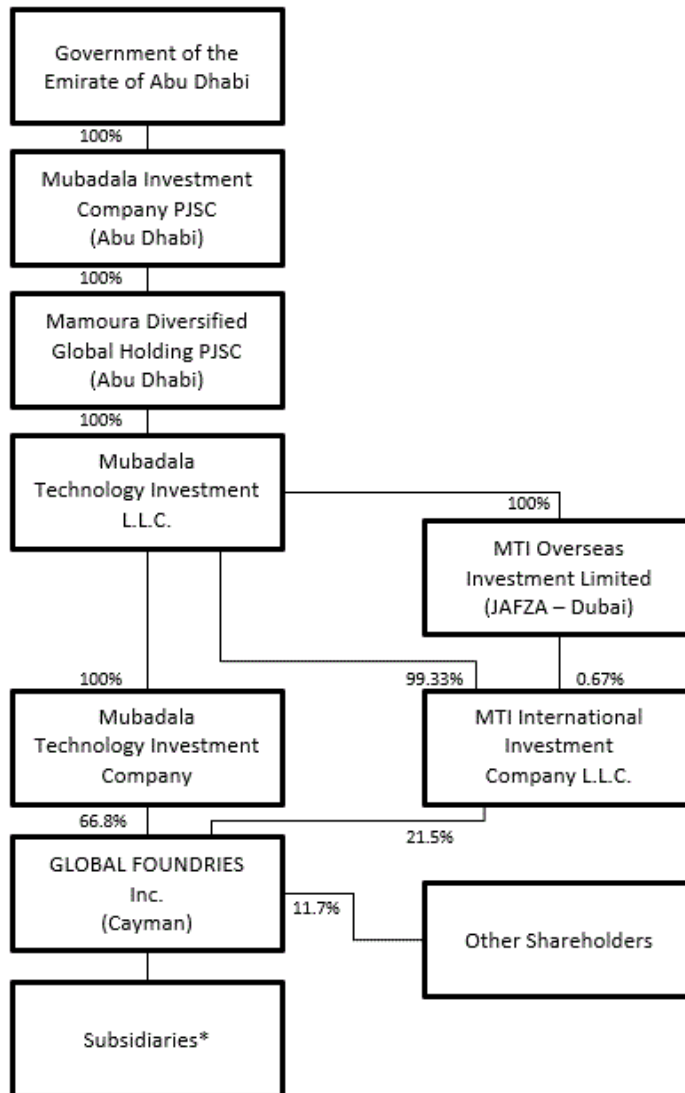 Government of the
Emirate of Abu Dhabi
100%
Mubadala Investment
Company PJSC
(Abu Dhabi)
100%
Mamoura Diversified
Global Holding PJSC
(Abu Dhabi)
100%
Mubadala
Technology Investment
L.L.C.
100%
MTI Overseas
Investment Limited
(JAFZA – Dubai)
100%
99.33%
0.67%
Mubadala
Technology Investment
Company
MTI International
Investment
Company L.L.C.
66.8%
21.5%
GLOBAL FOUNDRIES
Inc.
(Cayman)
11.7%
Other Shareholders
Subsidiaries*